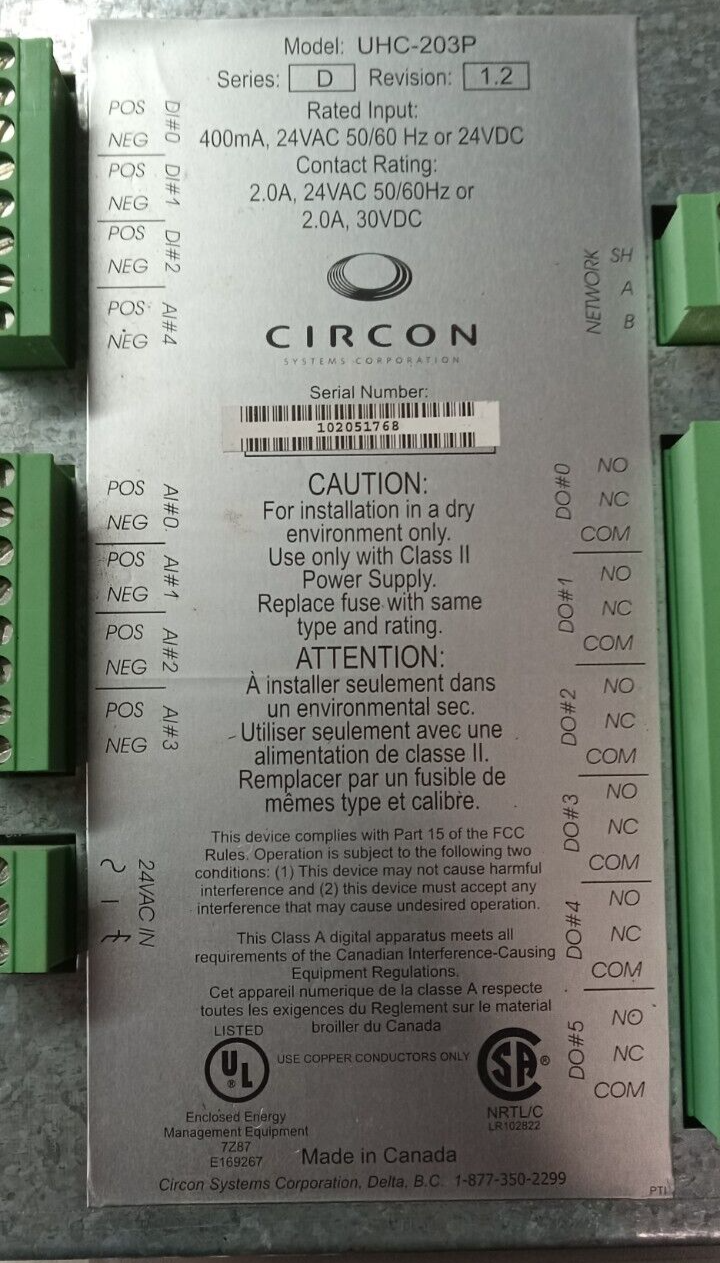 Model: UHC-203P
Series: D Revision: 1.2
Rated Input:
400mA, 24VAC 50/60 Hz or 24VDC
Contact Rating:
2.0A, 24VAC 50/60Hz or
2.0A, 30VDC
CIRCON
SYSTEMS CORPORATION
Serial Number:
102051768
CAUTION:
For installation in a dry
environment only.
Use only with Class II
Power Supply.
Replace fuse with same
type and rating.
ATTENTION:
À installer seulement dans
un environmental sec.
Utiliser seulement avec une
alimentation de classe II.
Remplacer par un fusible de
mêmes type et calibre.
This device complies with Part 15 of the FCC
Rules. Operation is subject to the following two
conditions: (1) This device may not cause harmful
interference and (2) this device must accept any
interference that may cause undesired operation.
This Class A digital apparatus meets all
requirements of the Canadian Interference-Causing
Equipment Regulations.
Cet appareil numerique de la classe A respecte
toutes les exigences du Reglement sur le material
broiller du Canada
LISTED
UL ®
USE COPPER CONDUCTORS ONLY
SA ®
NRTL/C
LR102822
Enclosed Energy
Management Equipment
7Z87
E169267
Made in Canada
Circon Systems Corporation, Delta, B.C. 1-877-350-2299
PTI
POS
NEG
DI#0
POS
NEG
DI#1
POS
NEG
DI#2
POS
NEG
AI#4
POS
NEG
AI#0
POS
NEG
AI#1
POS
NEG
AI#2
POS
NEG
AI#3
24VAC IN
NETWORK
SH
A
B
DO#0
NO
NC
COM
DO#1
NO
NC
COM
DO#2
NO
NC
COM
DO#3
NO
NC
COM
DO#4
NO
NC
COM
DO#5
NO
NC
COM